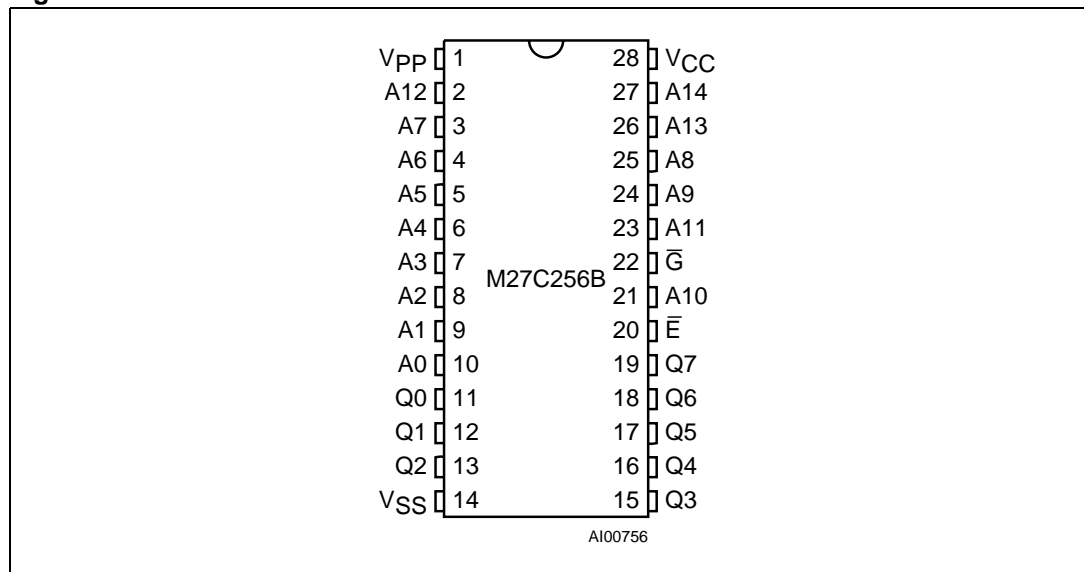 VPP 1 28 VCC
A12 2 27 A14
A7 3 26 A13
A6 4 25 A8
A5 5 24 A9
A4 6 23 A11
A3 7 22 G̅
M27C256B
A2 8 21 A10
A1 9 20 E̅
A0 10 19 Q7
Q0 11 18 Q6
Q1 12 17 Q5
Q2 13 16 Q4
VSS 14 15 Q3
AI00756